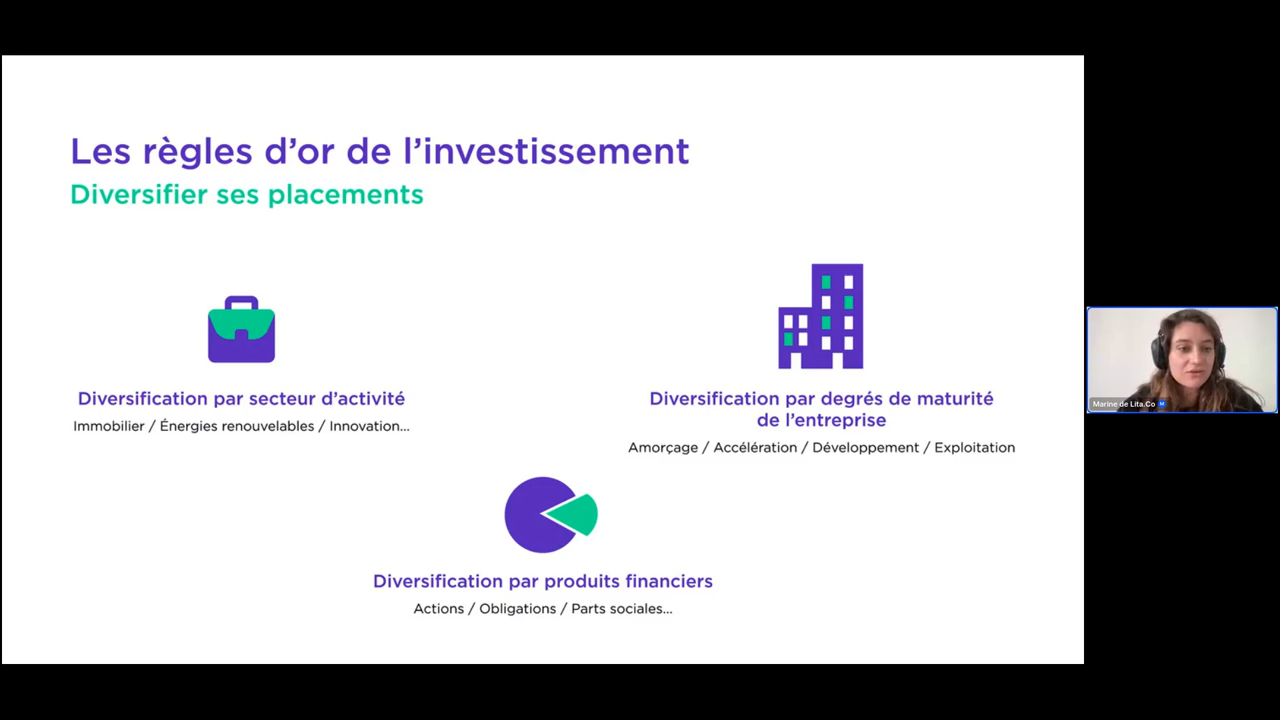 Les règles d’or de l’investissement
Diversifier ses placements
Diversification par secteur d’activité
Immobilier / Énergies renouvelables / Innovation...
Diversification par degrés de maturité
de l’entreprise
Amorçage / Accélération / Développement / Exploitation
Diversification par produits financiers
Actions / Obligations / Parts sociales...
Marine de Lita.Co